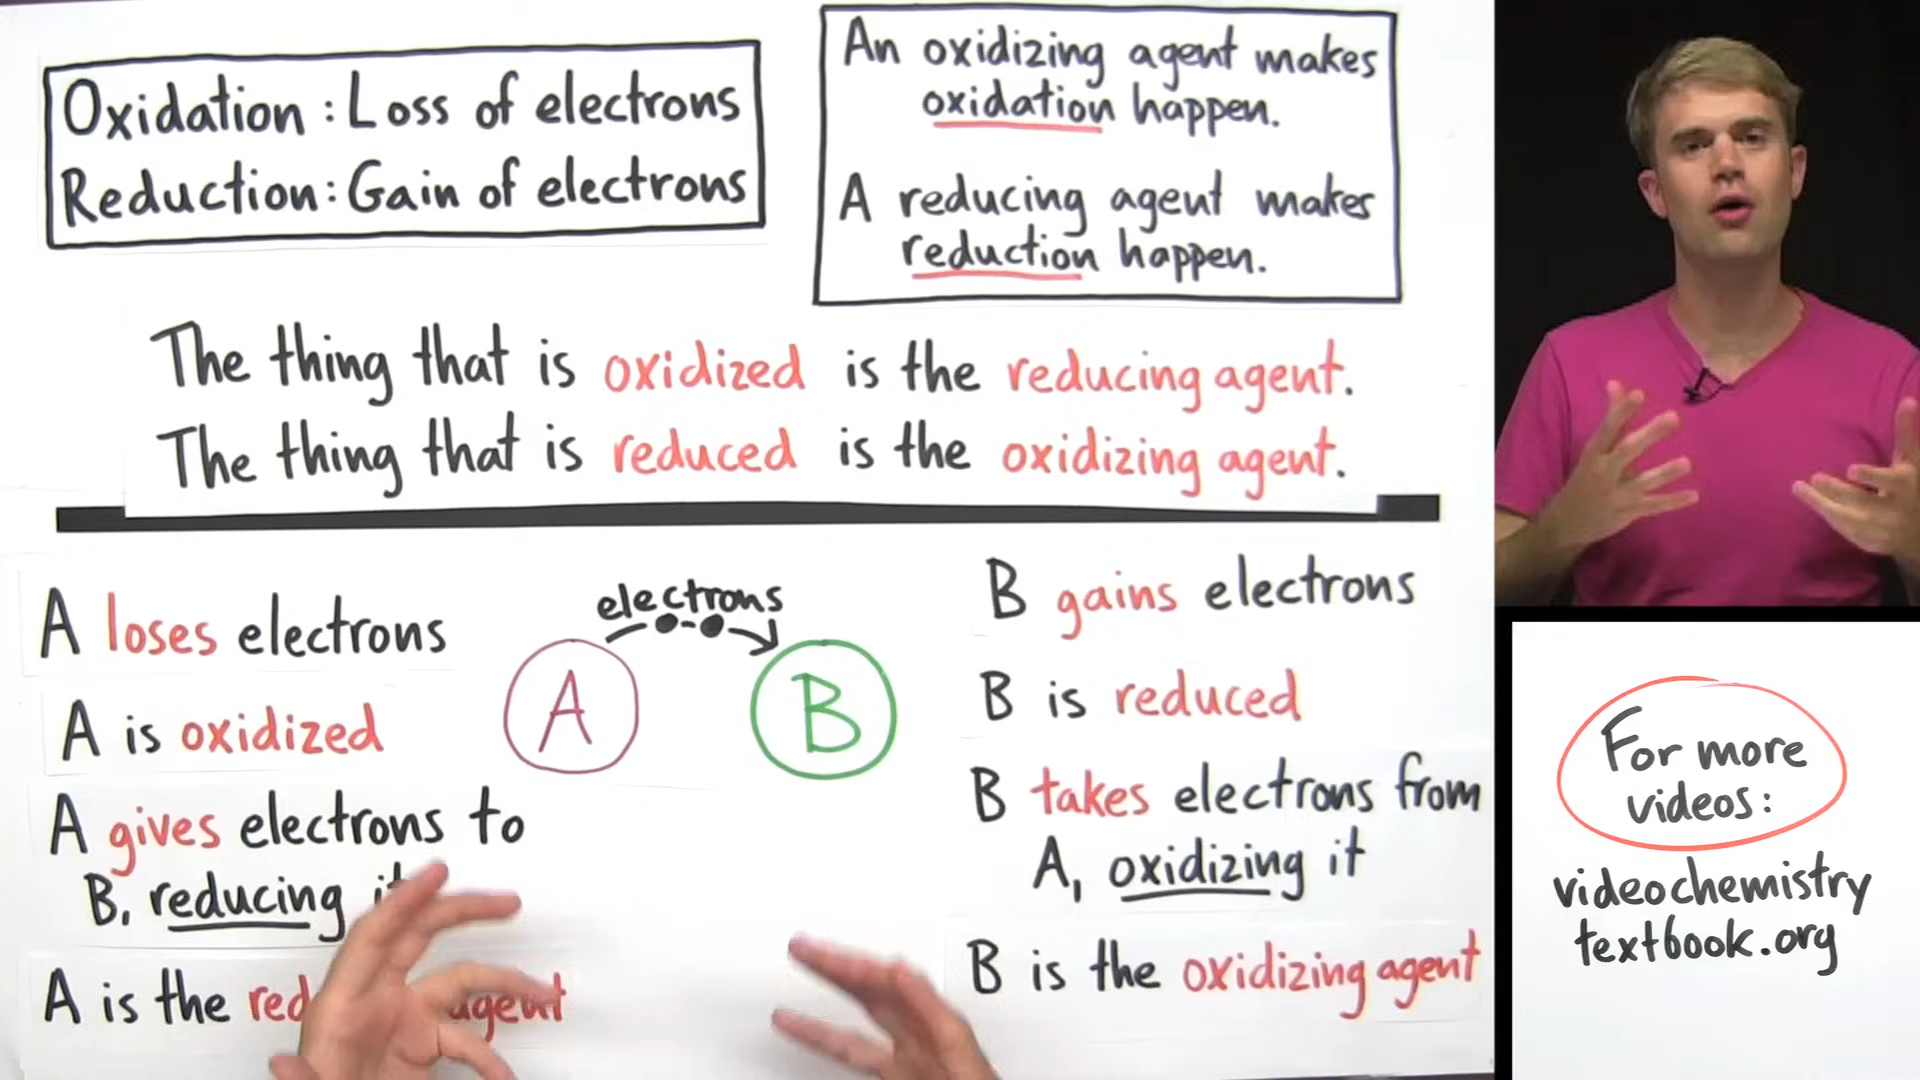 Oxidation: Loss of electrons
Reduction: Gain of electrons
An oxidizing agent makes
oxidation happen.
A reducing agent makes
reduction happen.
The thing that is oxidized is the reducing agent.
The thing that is reduced is the oxidizing agent.
A loses electrons
A is oxidized
A gives electrons to
B, reducing
A is the agent
electrons
A
B
B gains electrons
B is reduced
B takes electrons from
A, oxidizing it
B is the oxidizing agent
For more
videos:
videochemistry
textbook.org